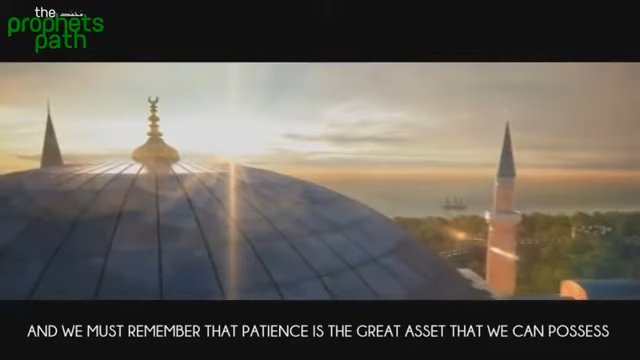 the
prophets
path
AND WE MUST REMEMBER THAT PATIENCE IS THE GREAT ASSET THAT WE CAN POSSESS